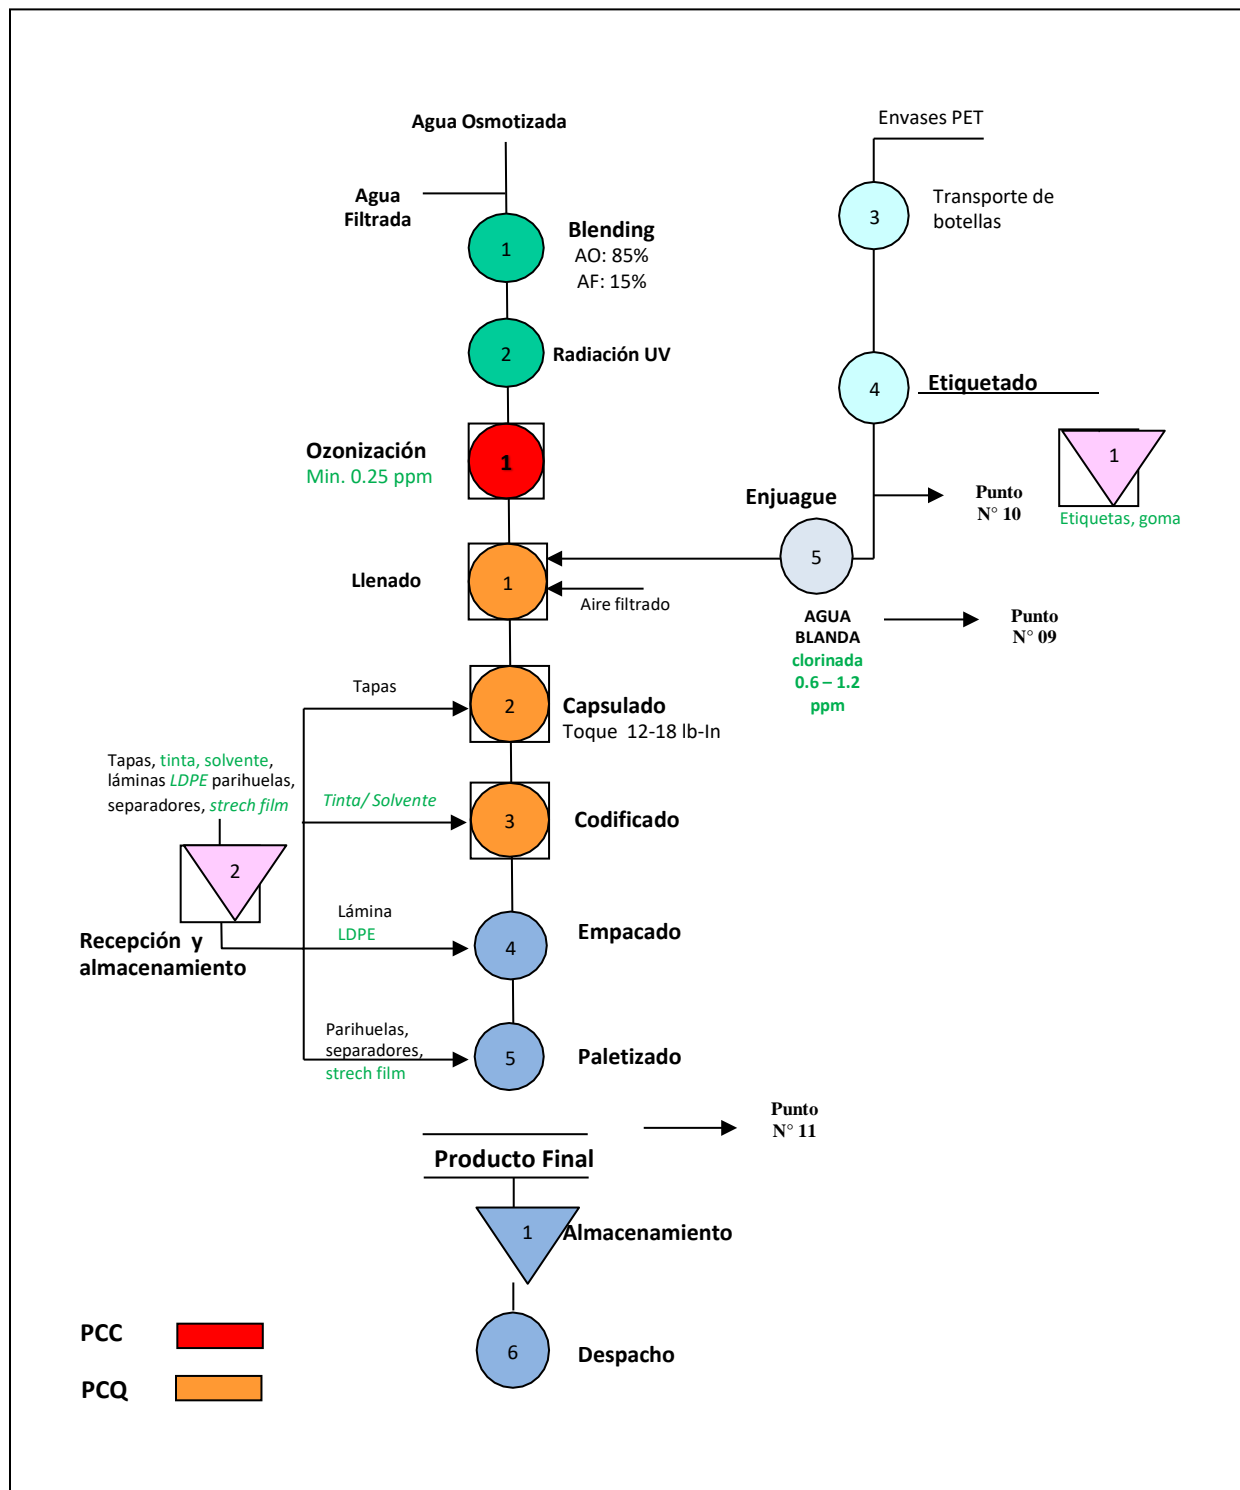 Agua Osmotizada
Envases PET
Agua
Filtrada
1
Blending
AO: 85%
AF: 15%
3
Transporte de
botellas
2
Radiación UV
4
Etiquetado
Ozonización
Min. 0.25 ppm
1
1
Etiquetas, goma
Punto
N° 10
Enjuague
5
Llenado
1
Aire filtrado
AGUA
BLANDA
clorinada
0.6 – 1.2
ppm
Punto
N° 09
Tapas
2
Capsulado
Toque 12-18 lb-In
Tapas, tinta, solvente,
láminas LDPE parihuelas,
separadores, strech film
Tinta/ Solvente
3
Codificado
2
Recepción y
almacenamiento
Lámina
LDPE
4
Empacado
Parihuelas,
separadores,
strech film
5
Paletizado
Punto
N° 11
Producto Final
1
Almacenamiento
6
Despacho
PCC
PCQ